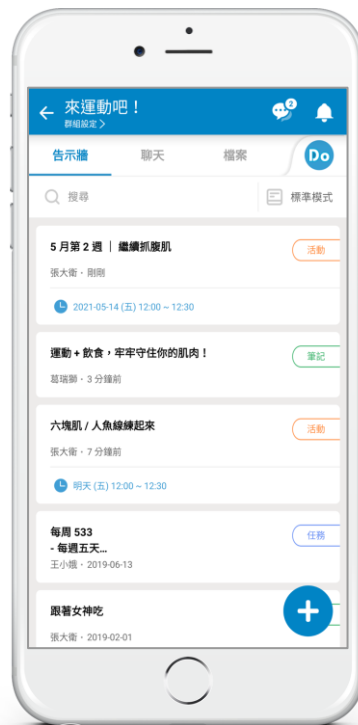 來運動吧！
2
群組設定 >
告示牆 聊天 檔案 Do
搜尋 標準模式
5 月第 2 週 ｜ 繼續抓腹肌
活動
張大衛・剛剛
2021-05-14 (五) 12:00 ~ 12:30
運動 + 飲食，牢牢守住你的肌肉！
筆記
葛瑞獅・3 分鐘前
六塊肌 / 人魚線練起來
活動
張大衛・7 分鐘前
明天 (五) 12:00 ~ 12:30
每周 533
任務
- 每週五天...
王小娥・2019-06-13
跟著女神吃
張大衛・2019-02-01